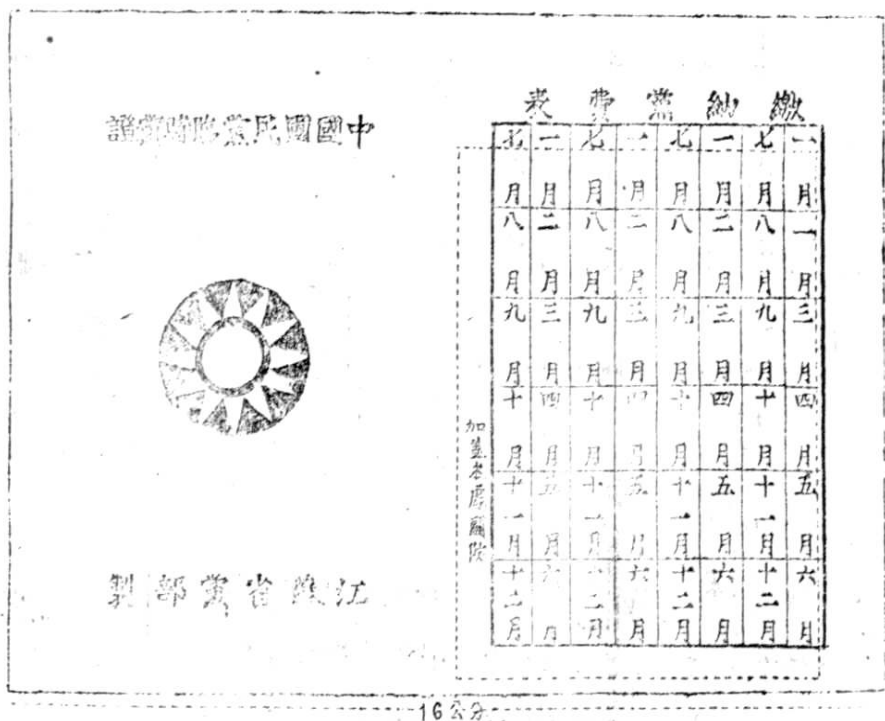 繳納黨費表
一月二月三月四月五月六月
七月八月九月十月十一月十二月
一月二月三月四月五月六月
七月八月九月十月十一月十二月
一月二月三月四月五月六月
七月八月九月十月十一月十二月
一月二月三月四月五月六月
七月八月九月十月十一月十二月
加蓋處關防
中國國民黨臨時黨證
江省黨部製
16公分